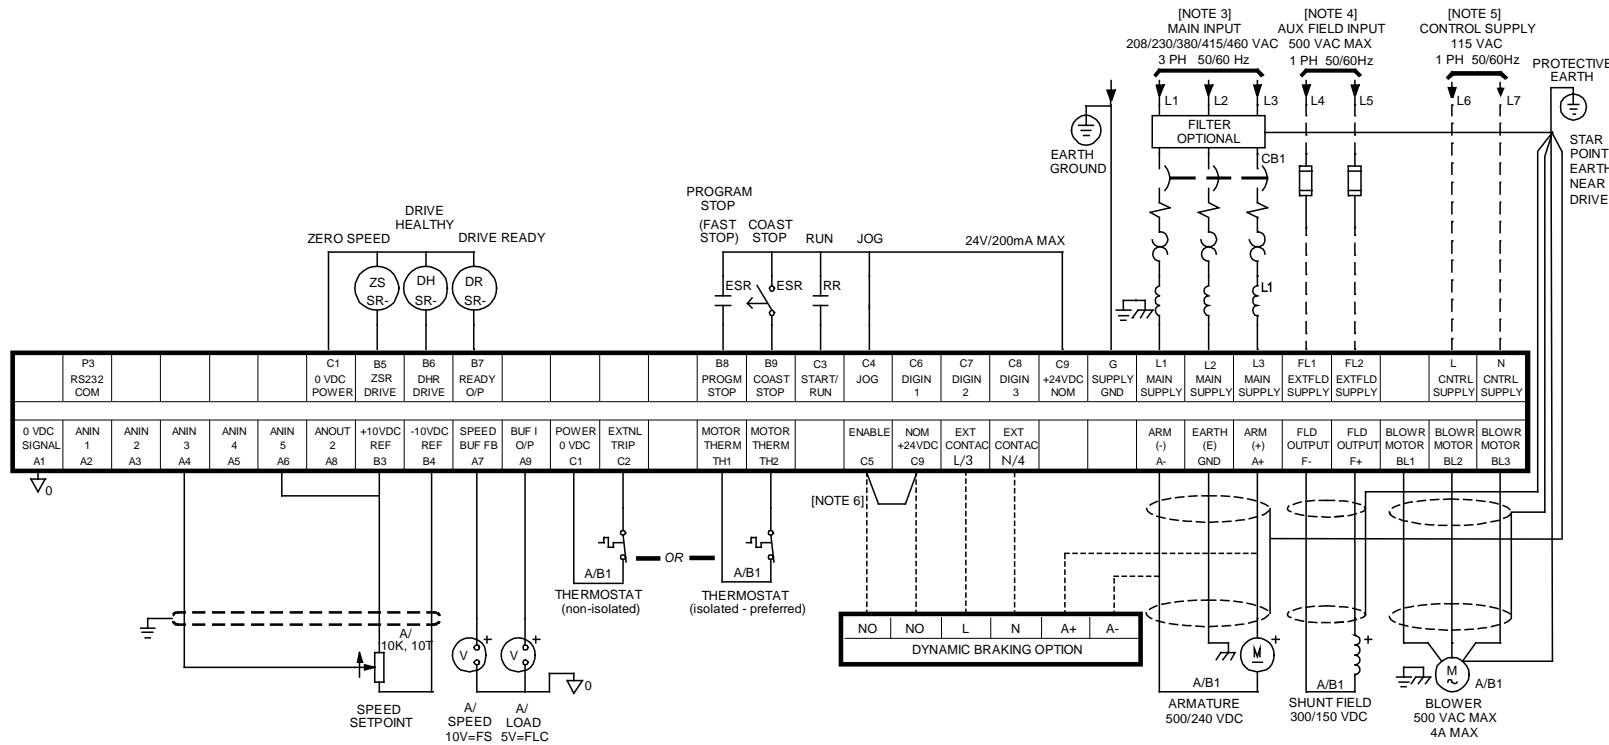 [NOTE 3]
MAIN INPUT
208/230/380/415/460 VAC
3 PH 50/60 Hz
[NOTE 4]
AUX FIELD INPUT
500 VAC MAX
1 PH 50/60Hz
[NOTE 5]
CONTROL SUPPLY
115 VAC
1 PH 50/60Hz
PROTECTIVE
EARTH
L1 L2 L3 L4 L5 L6 L7
FILTER
OPTIONAL
EARTH
GROUND
CB1
STAR
POINT
EARTH
NEAR
DRIVE
L1
PROGRAM
STOP
(FAST
STOP)
COAST
STOP
RUN
JOG
24V/200mA MAX
ESR
ESR
RR
ZERO SPEED
DRIVE
HEALTHY
DRIVE READY
ZS
SR-
DH
SR-
DR
SR-
P3
RS232
COM
C1
0 VDC
POWER
B5
ZSR
DRIVE
B6
DHR
DRIVE
B7
READY
O/P
B8
PROGM
STOP
B9
COAST
STOP
C3
START/
RUN
C4
JOG
C6
DIGIN
1
C7
DIGIN
2
C8
DIGIN
3
C9
+24VDC
NOM
G
SUPPLY
GND
L1
MAIN
SUPPLY
L2
MAIN
SUPPLY
L3
MAIN
SUPPLY
FL1
EXTFLD
SUPPLY
FL2
EXTFLD
SUPPLY
L
CNTRL
SUPPLY
N
CNTRL
SUPPLY
0 VDC
SIGNAL
A1
ANIN
1
A2
ANIN
2
A3
ANIN
3
A4
ANIN
4
A5
ANIN
5
A6
ANOUT
2
A8
+10VDC
REF
B3
-10VDC
REF
B4
SPEED
BUF FB
A7
BUF I
O/P
A9
POWER
0 VDC
C1
EXTNL
TRIP
C2
MOTOR
THERM
TH1
MOTOR
THERM
TH2
ENABLE
C5
NOM
+24VDC
C9
EXT
CONTAC
L/3
EXT
CONTAC
N/4
ARM
(-)
A-
EARTH
(E)
GND
ARM
(+)
A+
FLD
OUTPUT
F-
FLD
OUTPUT
F+
BLOWR
MOTOR
BL1
BLOWR
MOTOR
BL2
BLOWR
MOTOR
BL3
0
[NOTE 6]
OR
A/B1
THERMOSTAT
(non-isolated)
A/B1
THERMOSTAT
(isolated - preferred)
NO NO L N A+ A-
DYNAMIC BRAKING OPTION
A/
10K, 10T
SPEED
SETPOINT
V
+
A/
SPEED
10V=FS
V
+
A/
LOAD
5V=FLC
0
M
+
A/B1
ARMATURE
500/240 VDC
+
A/B1
SHUNT FIELD
300/150 VDC
M
~
A/B1
BLOWER
500 VAC MAX
4A MAX